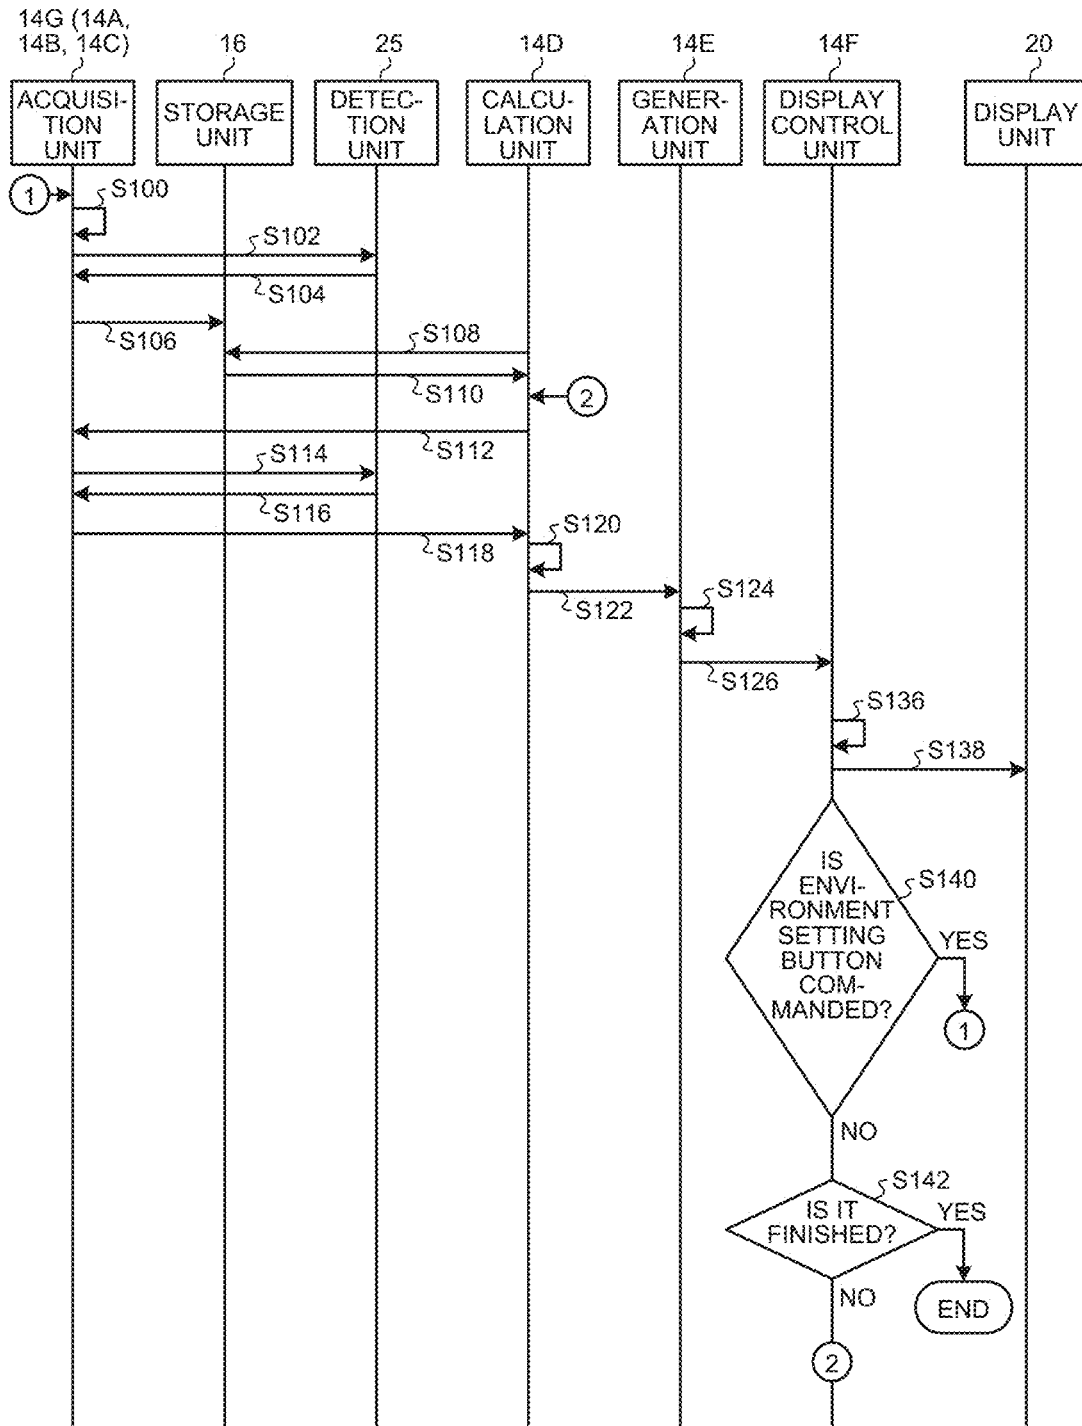 14G (14A,
14B, 14C)
16
25
14D
14E
14F
20
ACQUISI-
TION
UNIT
STORAGE
UNIT
DETEC-
TION
UNIT
CALCU-
LATION
UNIT
GENER-
ATION
UNIT
DISPLAY
CONTROL
UNIT
DISPLAY
UNIT
1
S100
S102
S104
S106
S108
S110
2
S112
S114
S116
S118
S120
S122
S124
S126
S136
S138
IS
ENVI-
RONMENT
SETTING
BUTTON
COM-
MANDED?
S140
YES
1
NO
S142
IS IT
FINISHED?
YES
NO
END
2